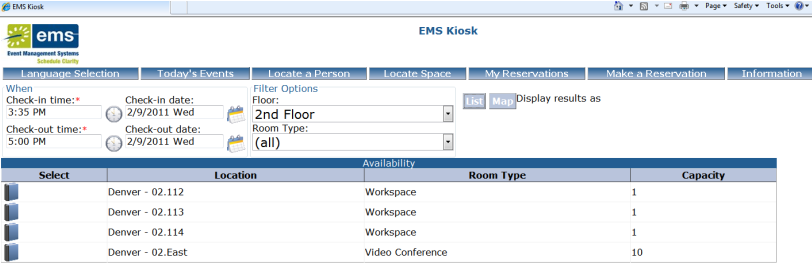 EMS Kiosk
Page Safety Tools
ems
Event Management Systems
Schedule Clarity
EMS Kiosk
Language Selection Today's Events Locate a Person Locate Space My Reservations Make a Reservation Information
When Filter Options
Check-in time:* Check-in date: Floor: List Map Display results as
3:35 PM 2/9/2011 Wed 2nd Floor
Check-out time:* Check-out date: Room Type:
5:00 PM 2/9/2011 Wed (all)
Availability
Select Location Room Type Capacity
Denver - 02.112 Workspace 1
Denver - 02.113 Workspace 1
Denver - 02.114 Workspace 1
Denver - 02.East Video Conference 10